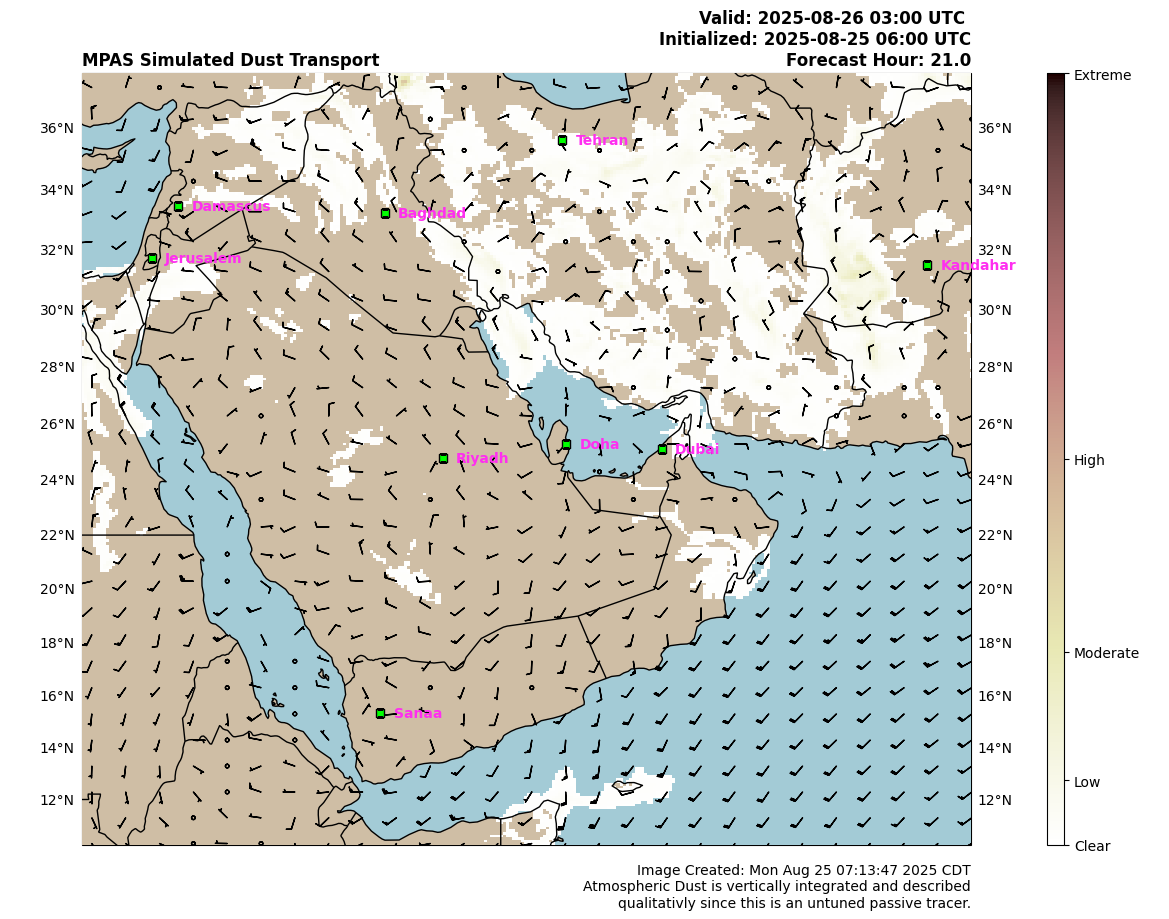 Valid: 2025-08-26 03:00 UTC
Initialized: 2025-08-25 06:00 UTC
MPAS Simulated Dust Transport Forecast Hour: 21.0
Extreme
36°N 36°N
Tehran
34°N 34°N
Damascus
Baghdad
32°N 32°N
Jerusalem
Kandahar
30°N 30°N
28°N 28°N
26°N 26°N
Doha
Dubai
Riyadh
High
24°N 24°N
22°N 22°N
20°N 20°N
18°N 18°N
Moderate
16°N 16°N
Sanaa
14°N 14°N
Low
12°N 12°N
Clear
Image Created: Mon Aug 25 07:13:47 2025 CDT
Atmospheric Dust is vertically integrated and described
qualitativly since this is an untuned passive tracer.